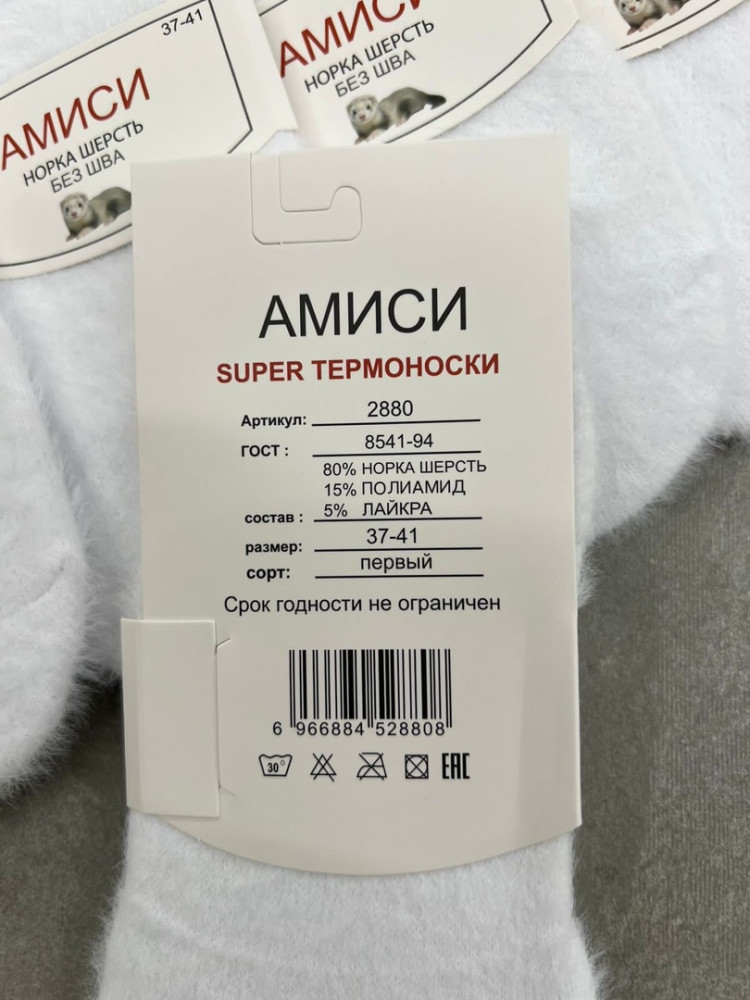 37-41
АМИСИ
НОРКА ШЕРСТЬ
БЕЗ ШВА
АМИСИ
НОРКА ШЕРСТЬ
БЕЗ ШВА
АМИСИ
SUPER ТЕРМОНОСКИ
Артикул: 2880
ГОСТ : 8541-94
80% НОРКА ШЕРСТЬ
15% ПОЛИАМИД
состав : 5% ЛАЙКРА
размер: 37-41
сорт: первый
Срок годности не ограничен
6 966884 528808
30° EAC